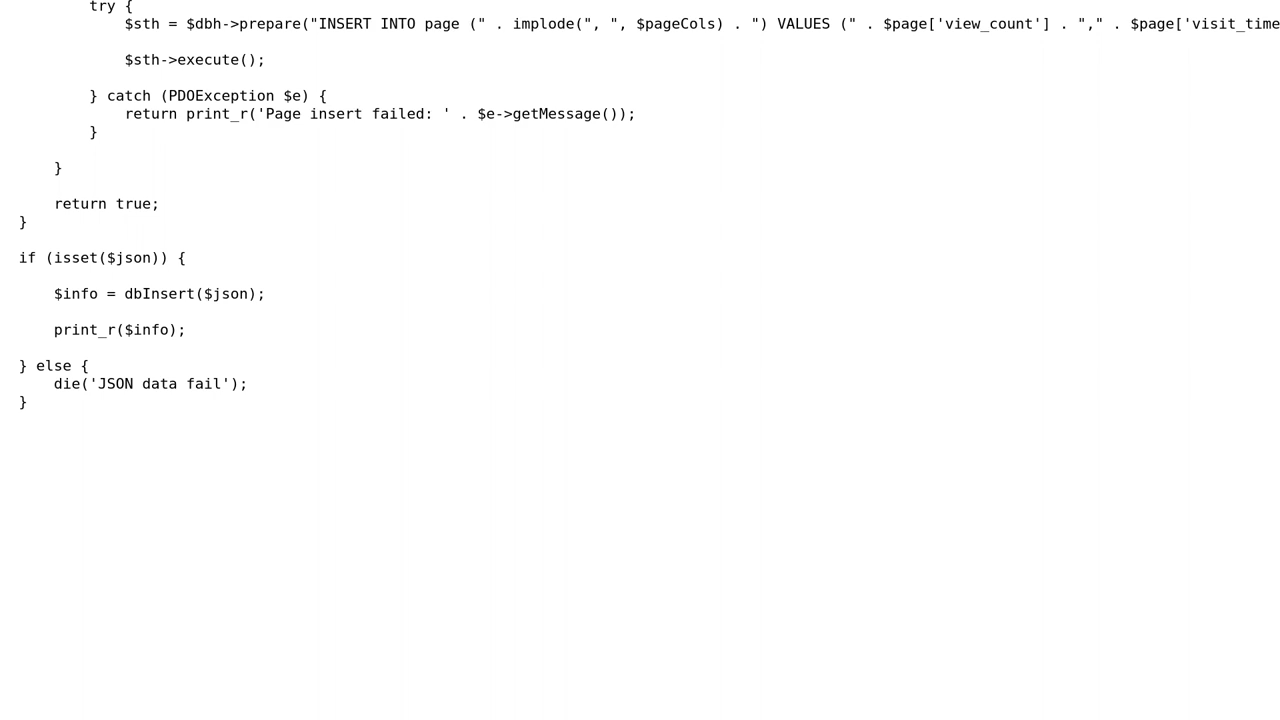 try {
$sth = $dbh->prepare("INSERT INTO page (" . implode(", ", $pageCols) . ") VALUES (" . $page['view_count'] . "," . $page['visit_time
$sth->execute();
} catch (PDOException $e) {
return print_r('Page insert failed: ' . $e->getMessage());
}
}
return true;
}
if (isset($json)) {
$info = dbInsert($json);
print_r($info);
} else {
die('JSON data fail');
}